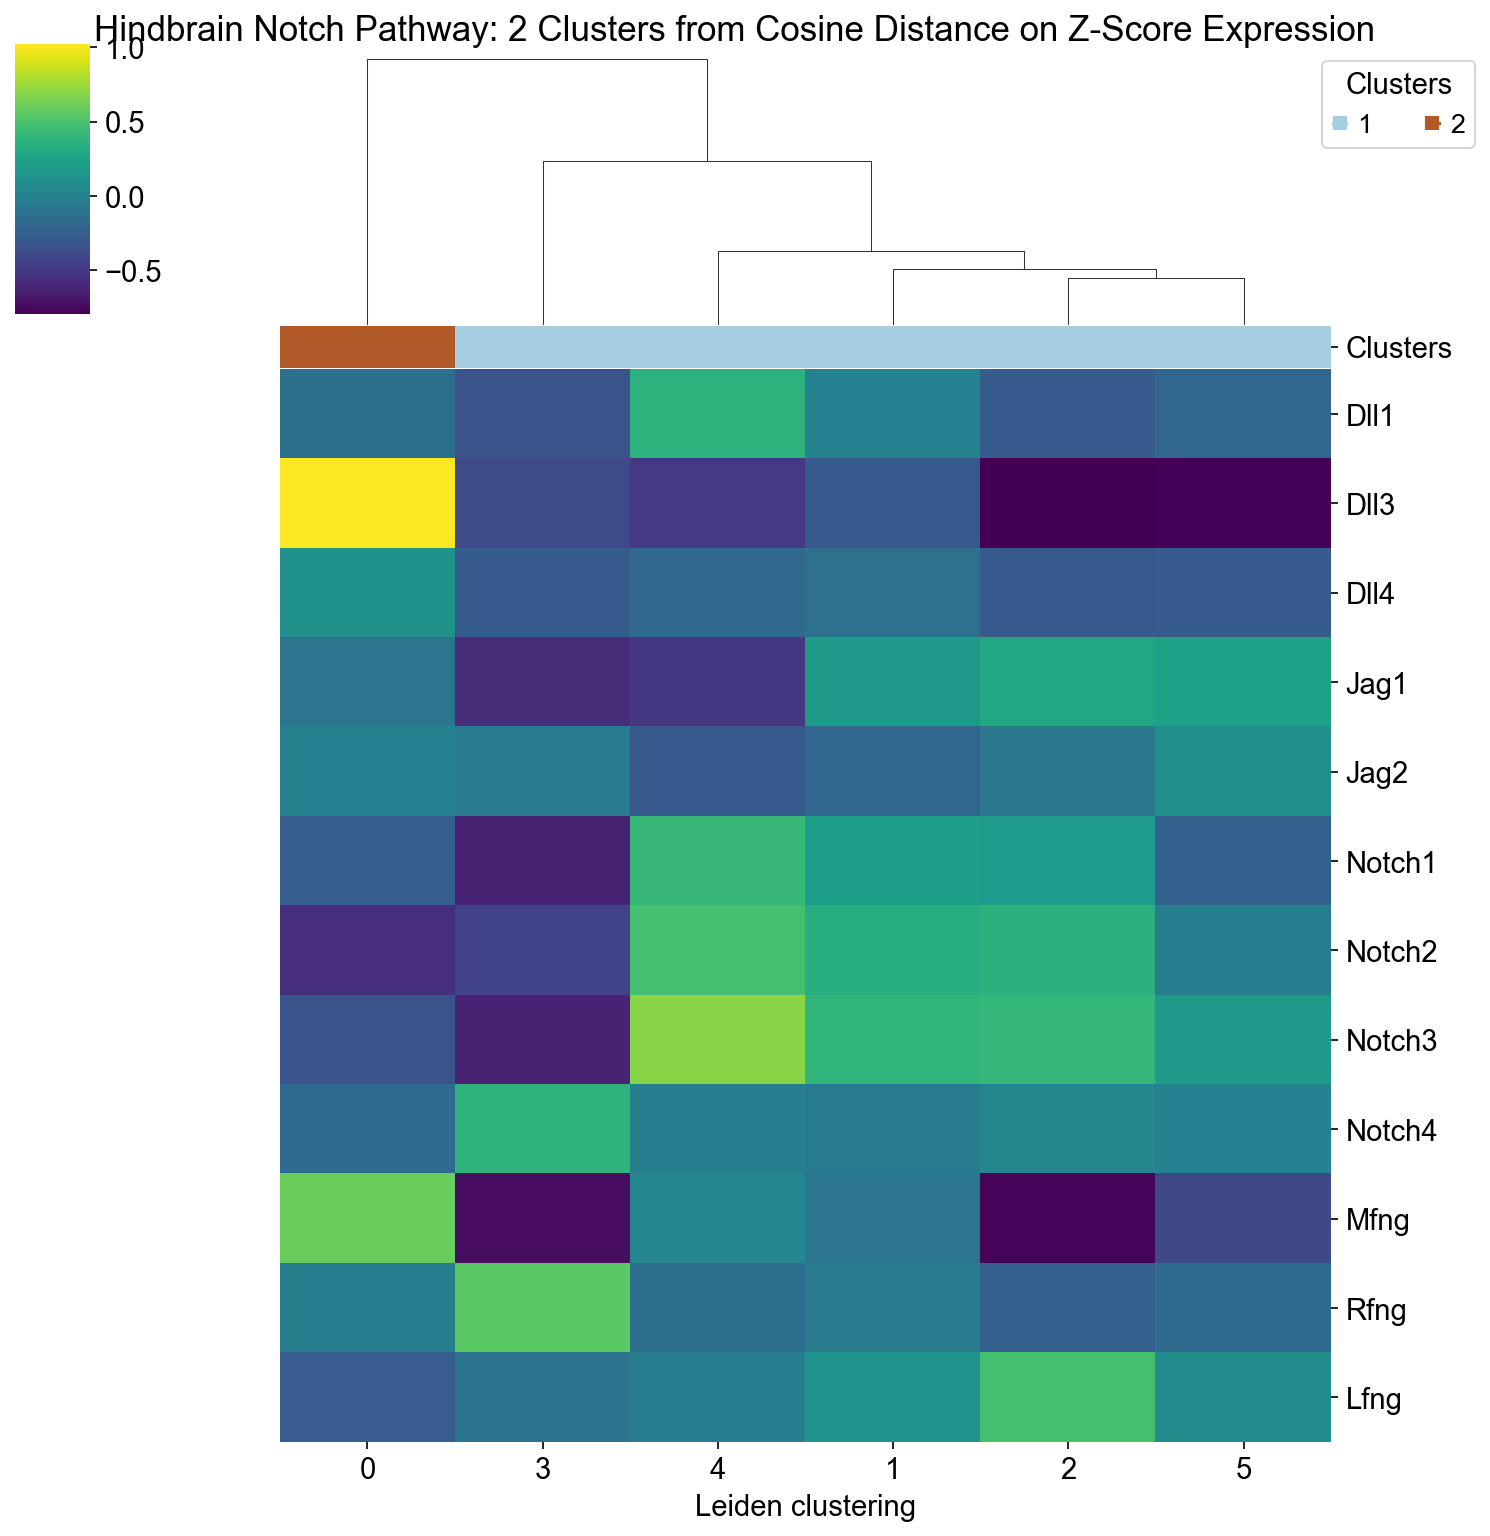 Hindbrain Notch Pathway: 2 Clusters from Cosine Distance on Z-Score Expression
1.0
0.5
0.0
−0.5
Clusters
1 2
Clusters
Dll1
Dll3
Dll4
Jag1
Jag2
Notch1
Notch2
Notch3
Notch4
Mfng
Rfng
Lfng
0 3 4 1 2 5
Leiden clustering